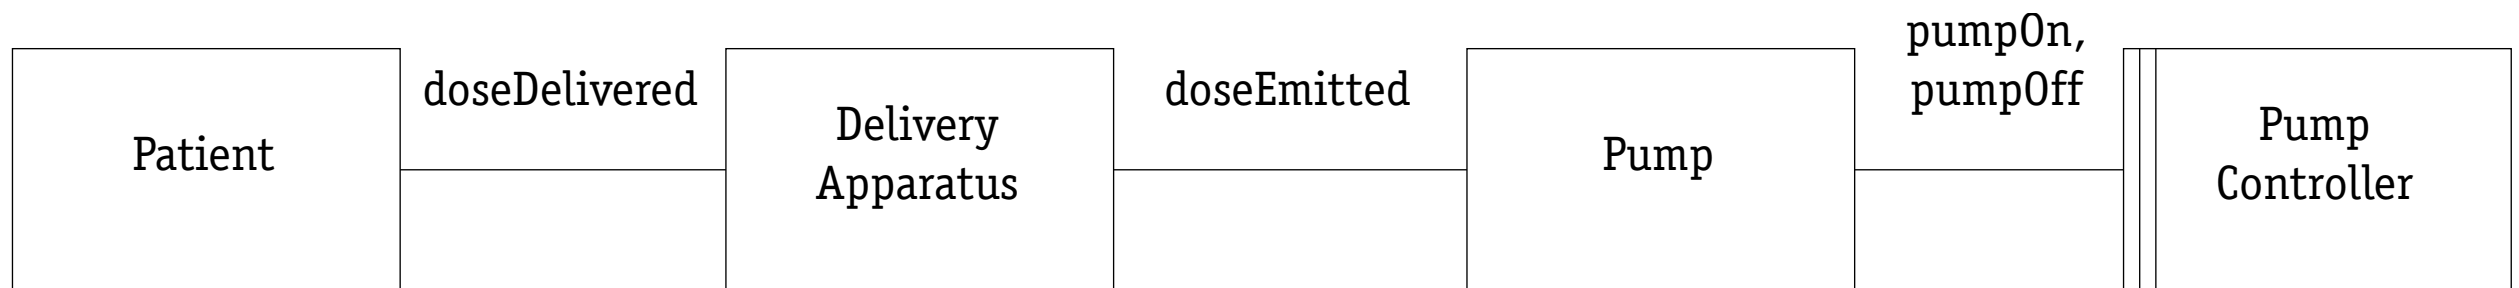 Patient
doseDelivered
Delivery
Apparatus
doseEmitted
Pump
pumpOn,
pumpOff
Pump
Controller